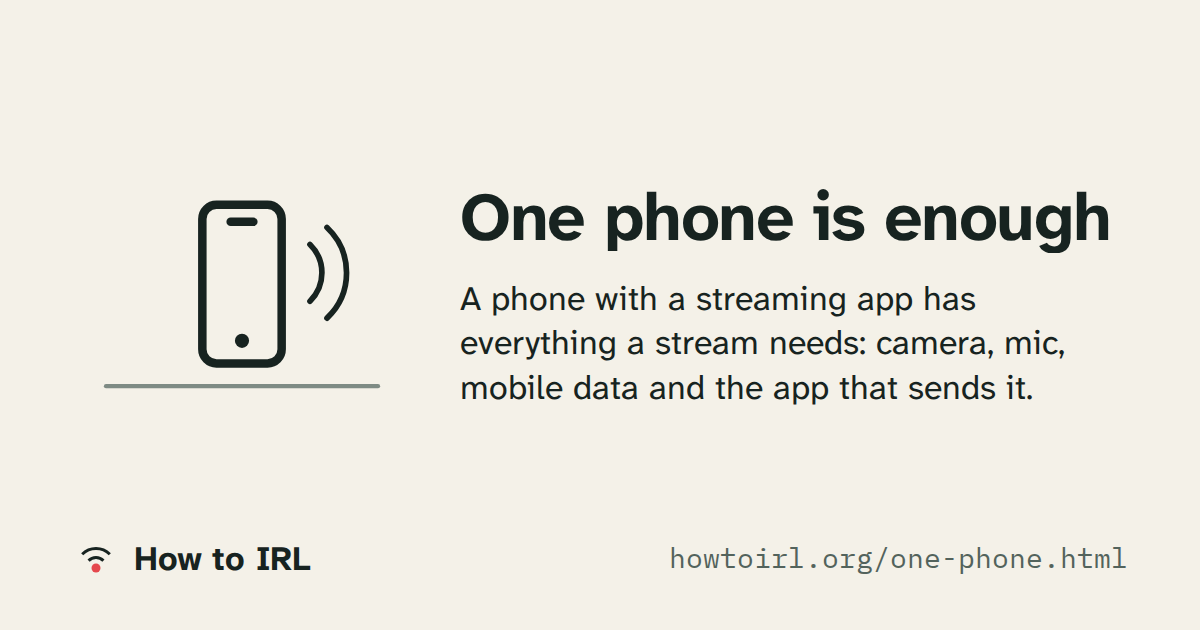 One phone is enough
A phone with a streaming app has
everything a stream needs: camera, mic,
mobile data and the app that sends it.
How to IRL
howtoirl.org/one-phone.html